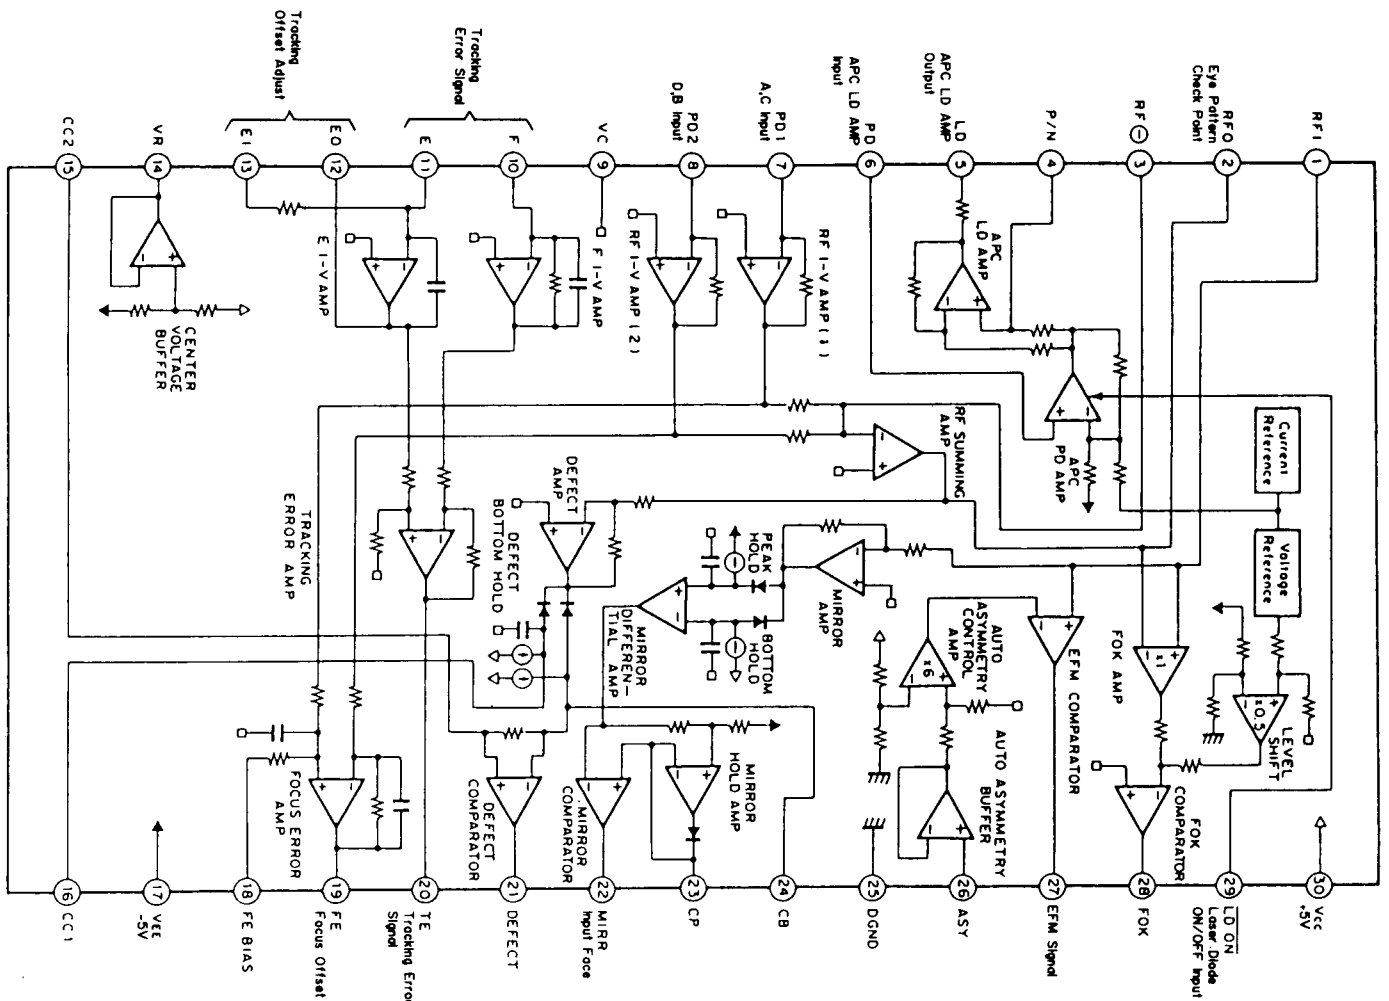 RF I
1
RFO
Eye Pattern
Check Point
2
RF ⊖
3
P/N
4
LD
APC LD AMP
Output
5
PD
APC LD AMP
Input
6
PD1
A,C Input
7
PD2
D,B Input
8
VC
9
F
10
E
11
Tracking
Error Signal
EO
12
EI
13
Tracking
Offset Adjust
VR
14
CC2
15
APC
LD AMP
APC
PD AMP
Current
Reference
Voltage
Reference
RF I-V AMP (1)
RF I-V AMP (2)
F I-V AMP
E I-V AMP
CENTER
VOLTAGE
BUFFER
RF SUMMING
AMP
DEFECT
AMP
DEFECT
BOTTOM HOLD
TRACKING
ERROR AMP
PEAK
HOLD
BOTTOM
HOLD
MIRROR
AMP
MIRROR
DIFFEREN-
TIAL AMP
AUTO
ASYMMETRY
CONTROL
AMP
x6
EFM COMPARATOR
FOK AMP
x1
LEVEL
SHIFT
x0.5
FOK
COMPARATOR
AUTO ASYMMETRY
BUFFER
MIRROR
HOLD AMP
MIRROR
COMPARATOR
DEFECT
COMPARATOR
FOCUS ERROR
AMP
30
VCC
+5V
29
LD ON
Laser Diode
ON/OFF Input
28
FOK
27
EFM Signal
26
ASY
25
DGND
24
CB
23
CP
22
MIRR
Input Face
21
DEFECT
20
TE
Tracking Error
Signal
19
FE
Focus Offset
18
FE BIAS
17
VEE
-5V
16
CC1